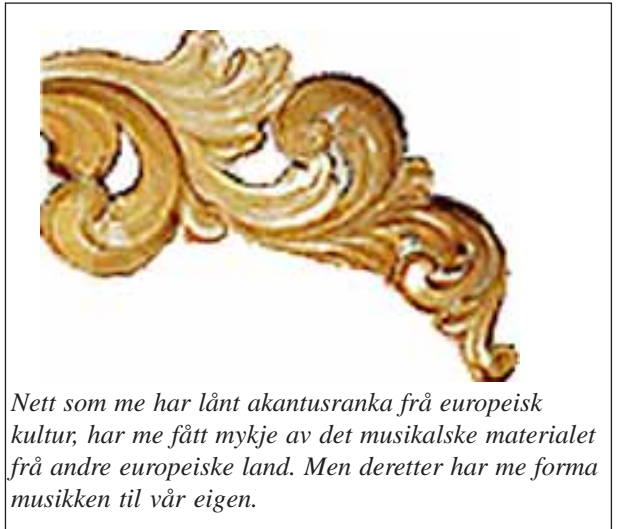 Nett som me har lånt akantusranka frå europeisk
kultur, har me fått mykje av det musikalske materialet
frå andre europeiske land. Men deretter har me forma
musikken til vår eigen.